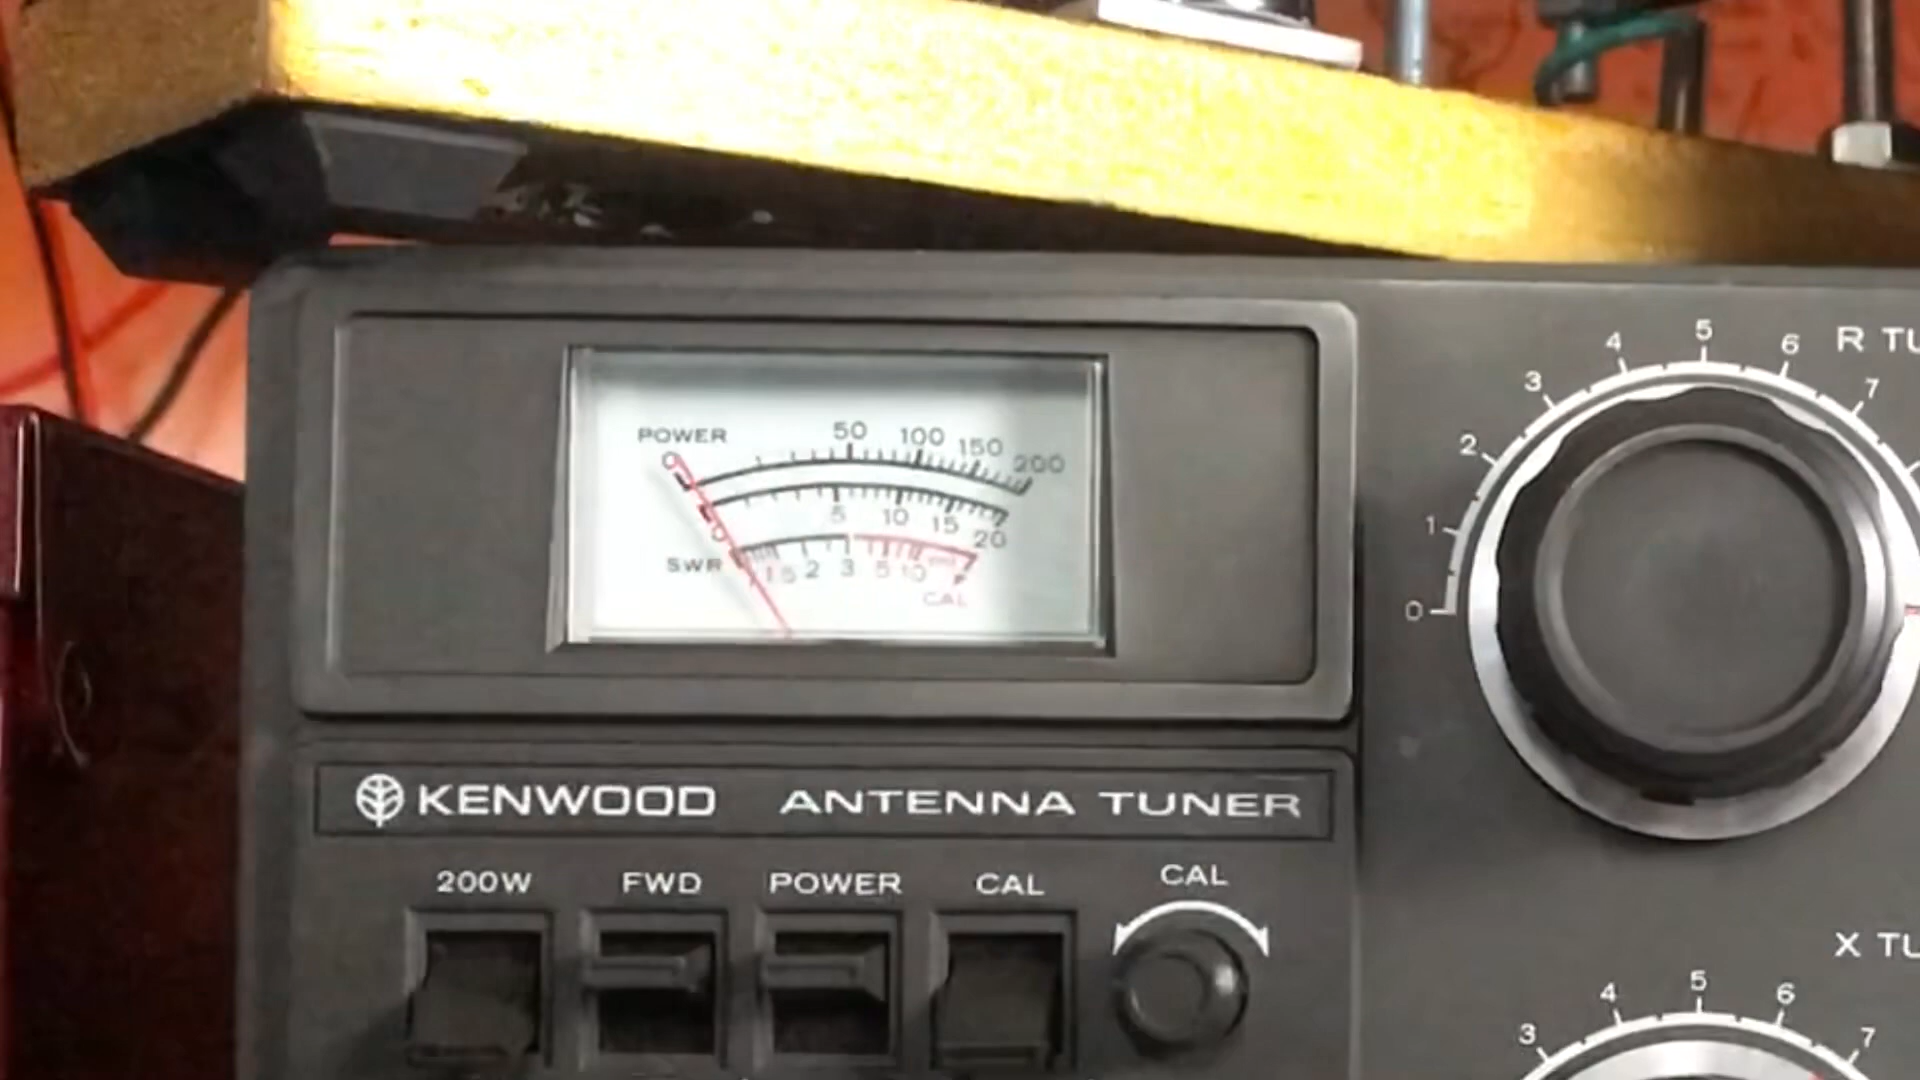 POWER
0 50 100 150 200
0 5 10 15 20
SWR 1.5 2 3 5 10
CAL
KENWOOD ANTENNA TUNER
200W FWD POWER CAL CAL
R TU
0 1 2 3 4 5 6 7
X TU
3 4 5 6 7